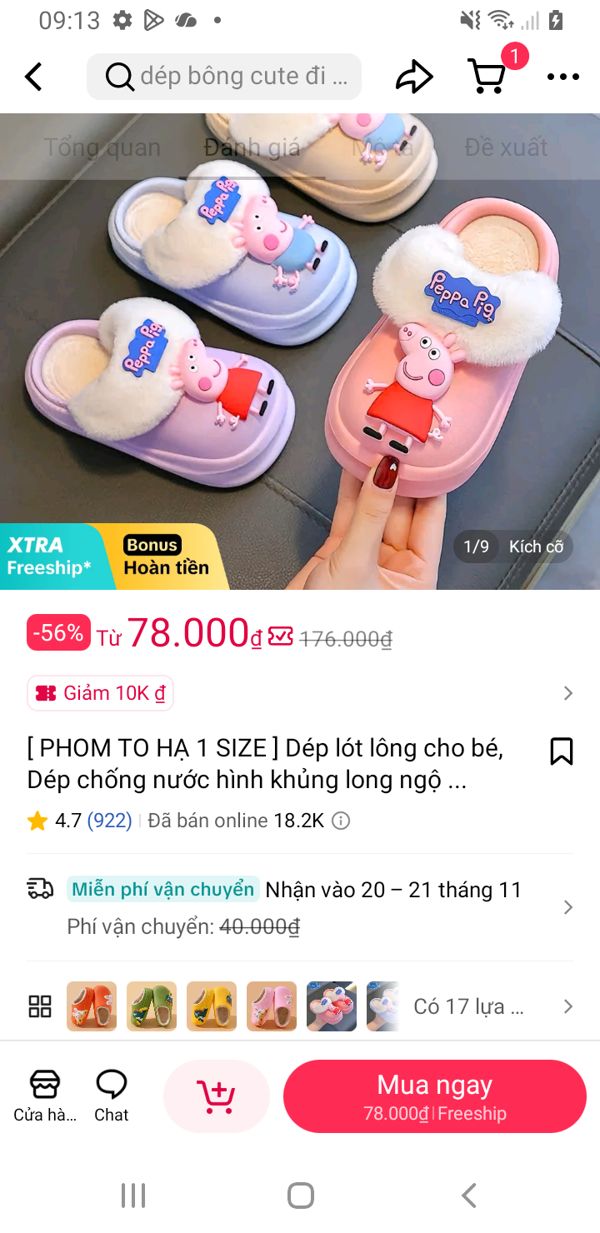 09:13
dép bông cute đi ...
1
Tổng quan
Đánh giá
Mô tả
Đề xuất
Peppa Pig
Peppa Pig
Peppa Pig
XTRA
Freeship*
Bonus
Hoàn tiền
1/9 Kích cỡ
-56% Từ 78.000₫ 176.000₫
Giảm 10K ₫
[ PHOM TO HẠ 1 SIZE ] Dép lót lông cho bé,
Dép chống nước hình khủng long ngộ ...
4.7 (922) Đã bán online 18.2K
Miễn phí vận chuyển Nhận vào 20 – 21 tháng 11
Phí vận chuyển: 40.000₫
Có 17 lựa ...
Cửa hà...
Chat
Mua ngay
78.000₫ Freeship